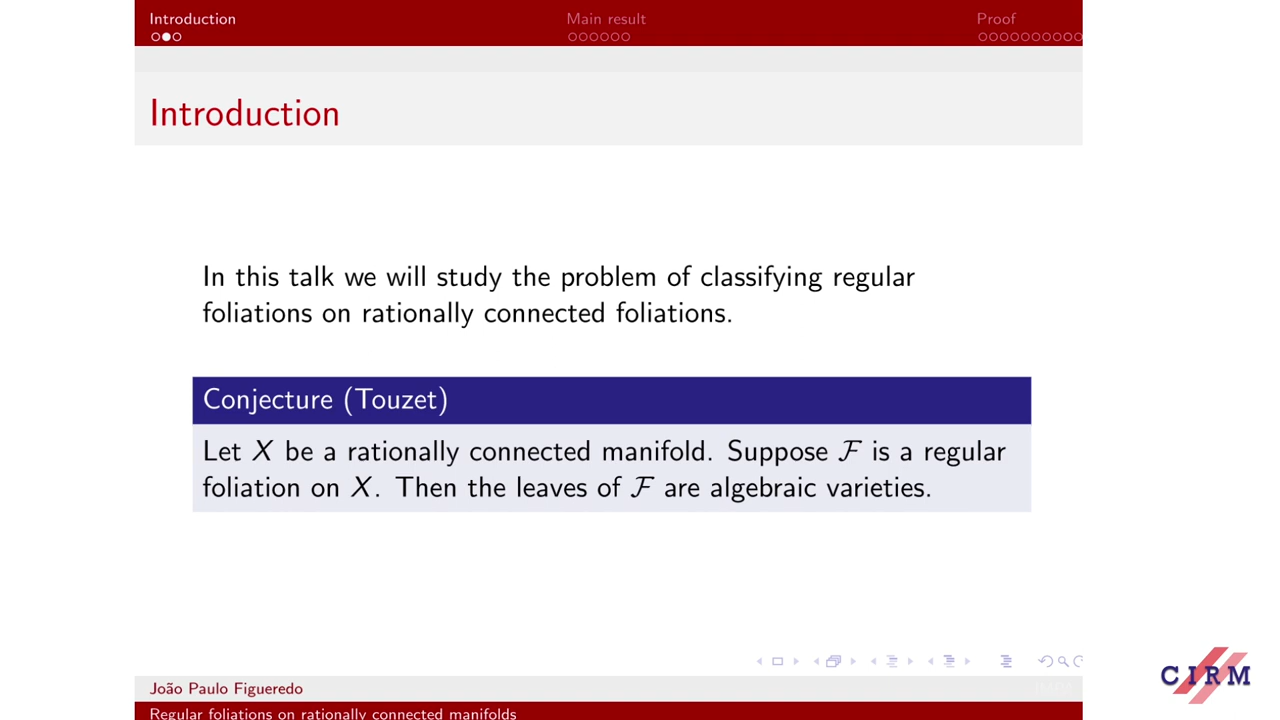 Introduction
Main result
Proof
Introduction
In this talk we will study the problem of classifying regular
foliations on rationally connected foliations.
Conjecture (Touzet)
Let X be a rationally connected manifold. Suppose ℱ is a regular
foliation on X. Then the leaves of ℱ are algebraic varieties.
João Paulo Figueredo
Regular foliations on rationally connected manifolds
CIRM